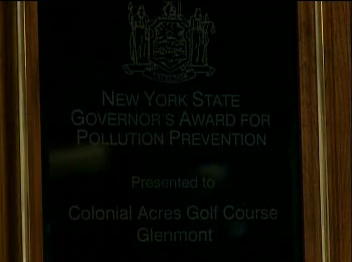 New York State
Governor's Award for
Pollution Prevention
Presented to
Colonial Acres Golf Course
Glenmont